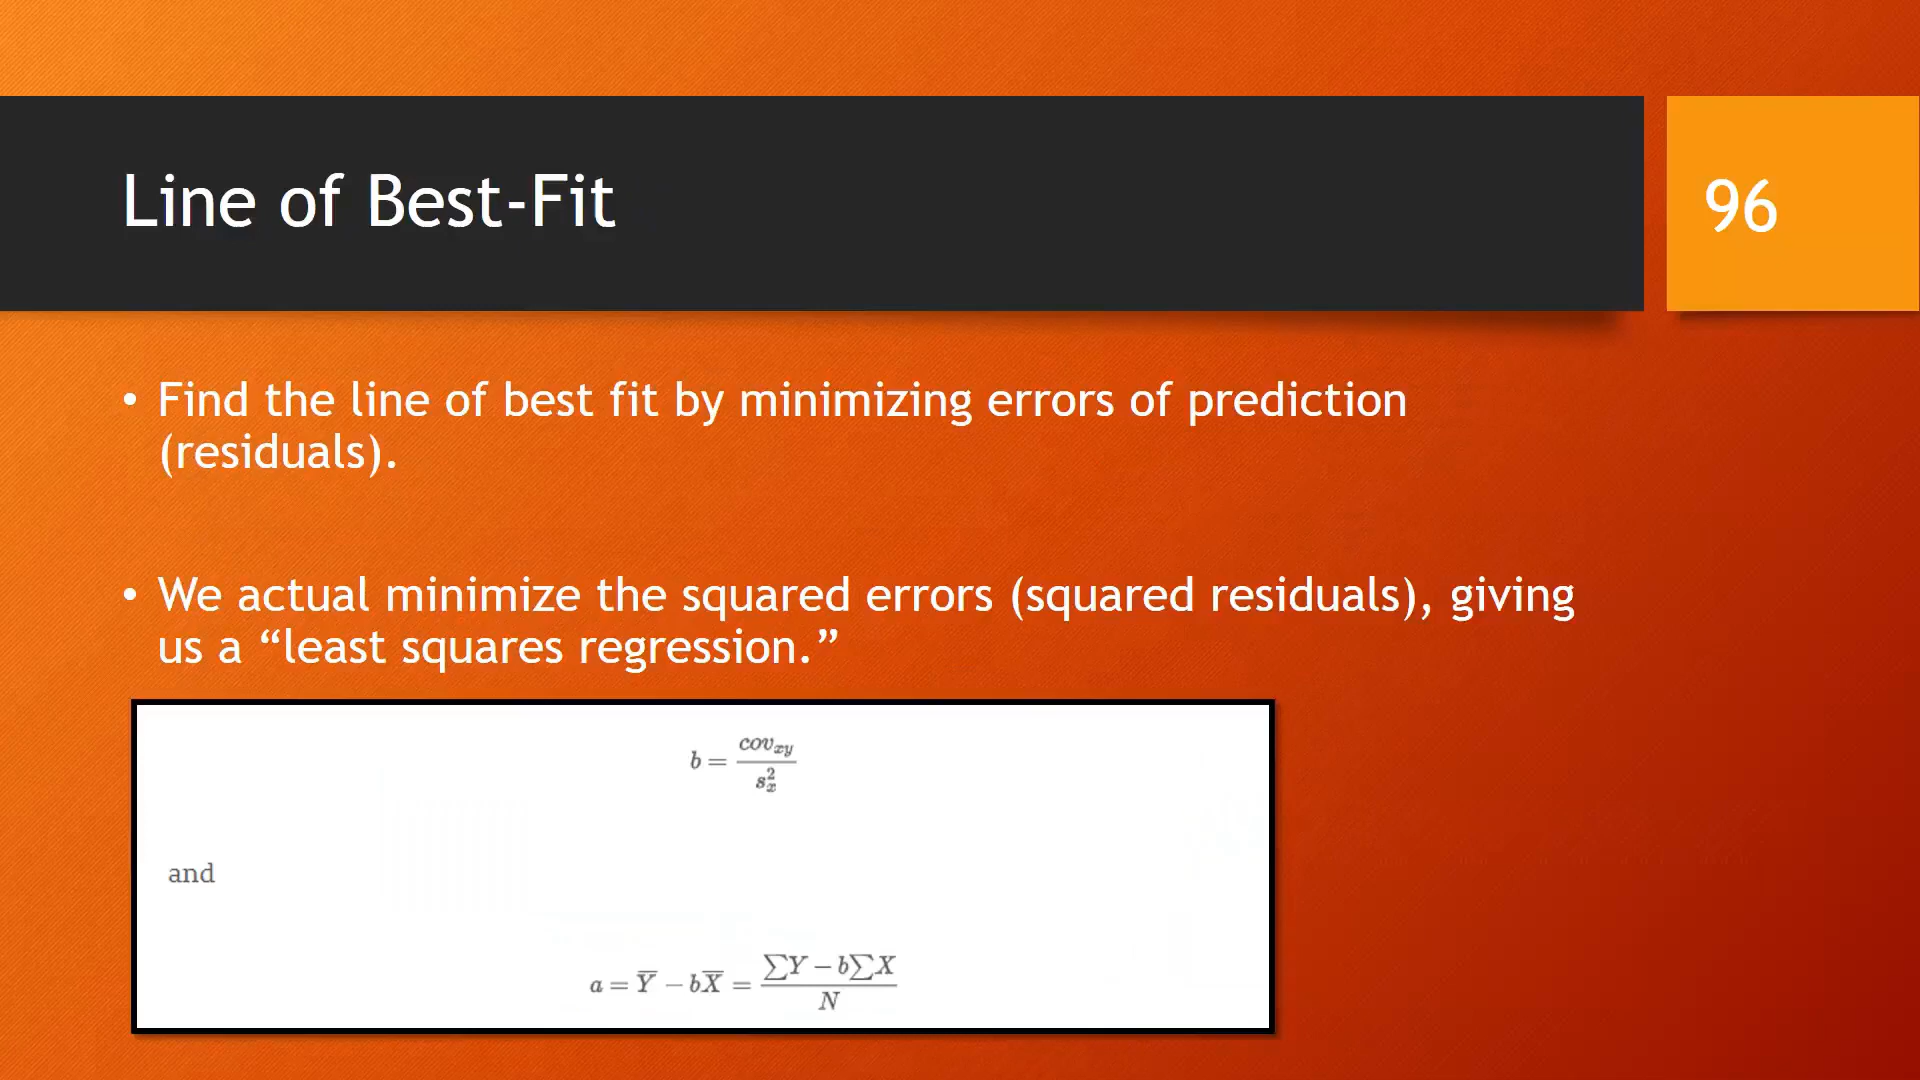 Line of Best-Fit
96
• Find the line of best fit by minimizing errors of prediction
(residuals).
• We actual minimize the squared errors (squared residuals), giving
us a “least squares regression.”
b = cov_xy / s_x^2
and
a = Y̅ − bX̅ = (∑Y − b∑X) / N